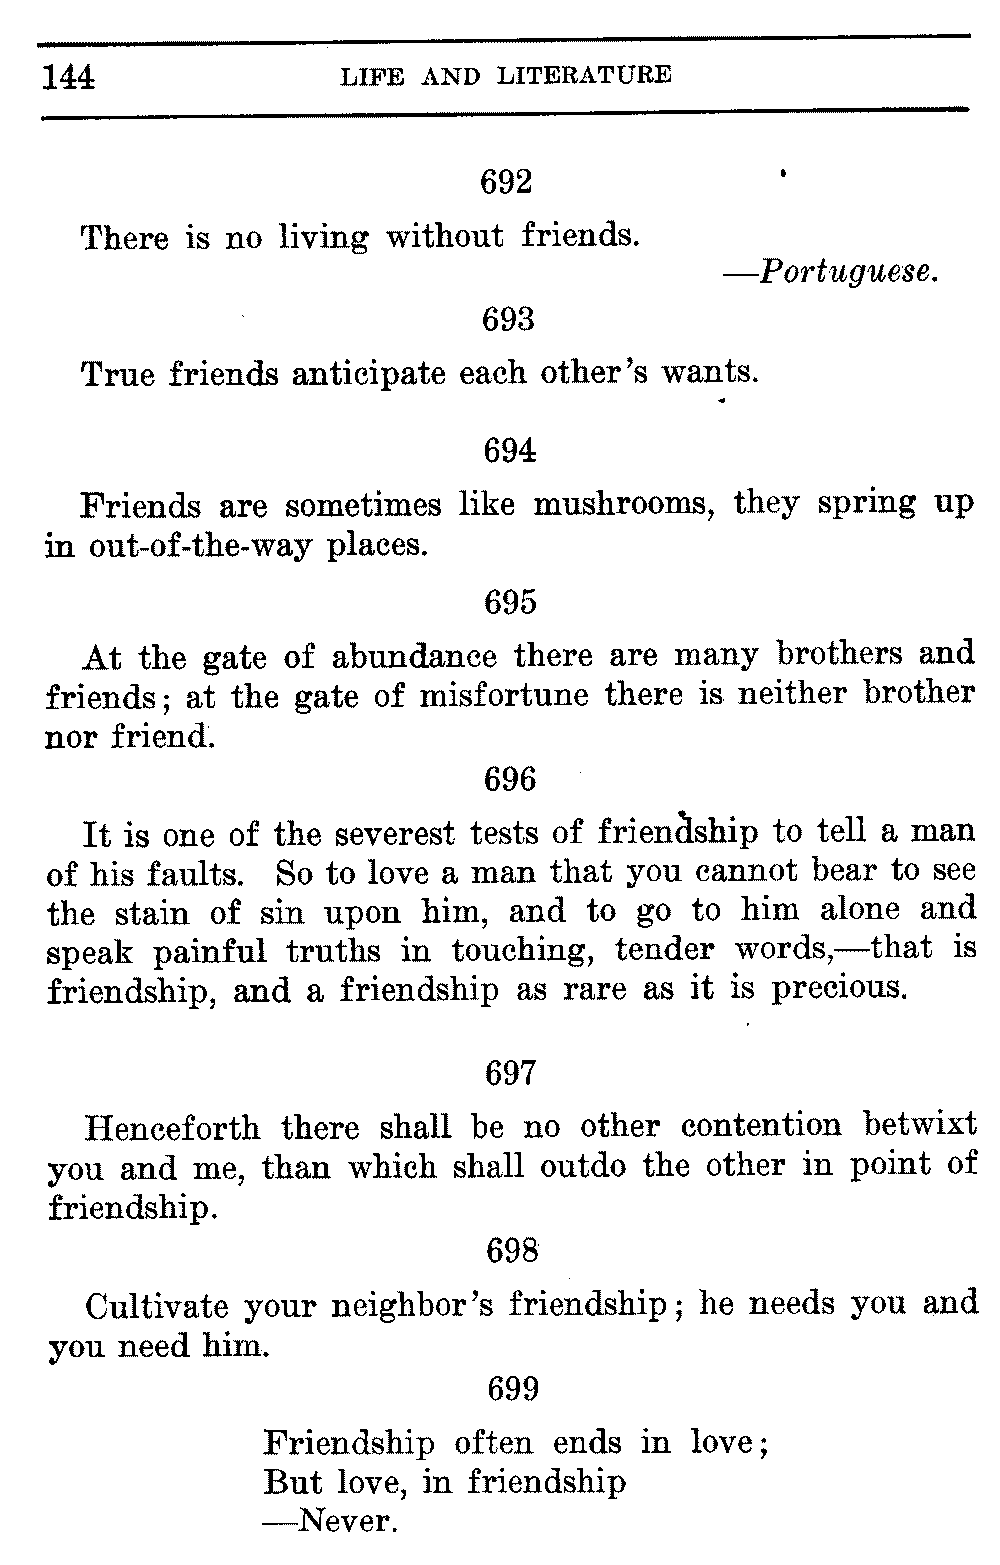 144 LIFE AND LITERATURE
692
There is no living without friends.
—Portuguese.
693
True friends anticipate each other's wants.
694
Friends are sometimes like mushrooms, they spring up
in out-of-the-way places.
695
At the gate of abundance there are many brothers and
friends; at the gate of misfortune there is neither brother
nor friend.
696
It is one of the severest tests of friendship to tell a man
of his faults. So to love a man that you cannot bear to see
the stain of sin upon him, and to go to him alone and
speak painful truths in touching, tender words,—that is
friendship, and a friendship as rare as it is precious.
697
Henceforth there shall be no other contention betwixt
you and me, than which shall outdo the other in point of
friendship.
698
Cultivate your neighbor's friendship; he needs you and
you need him.
699
Friendship often ends in love;
But love, in friendship
—Never.